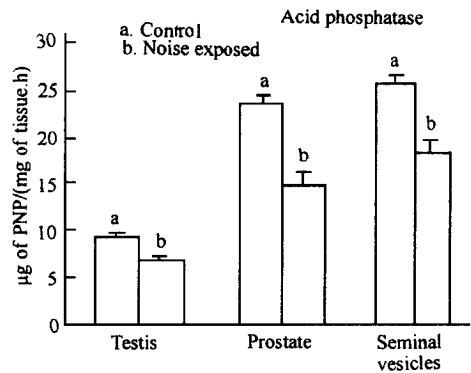 Acid phosphatase
a. Control
b. Noise exposed
µg of PNP/(mg of tissue.h)
30
25
20
15
10
5
0
a
b
a
b
a
b
Testis
Prostate
Seminal
vesicles